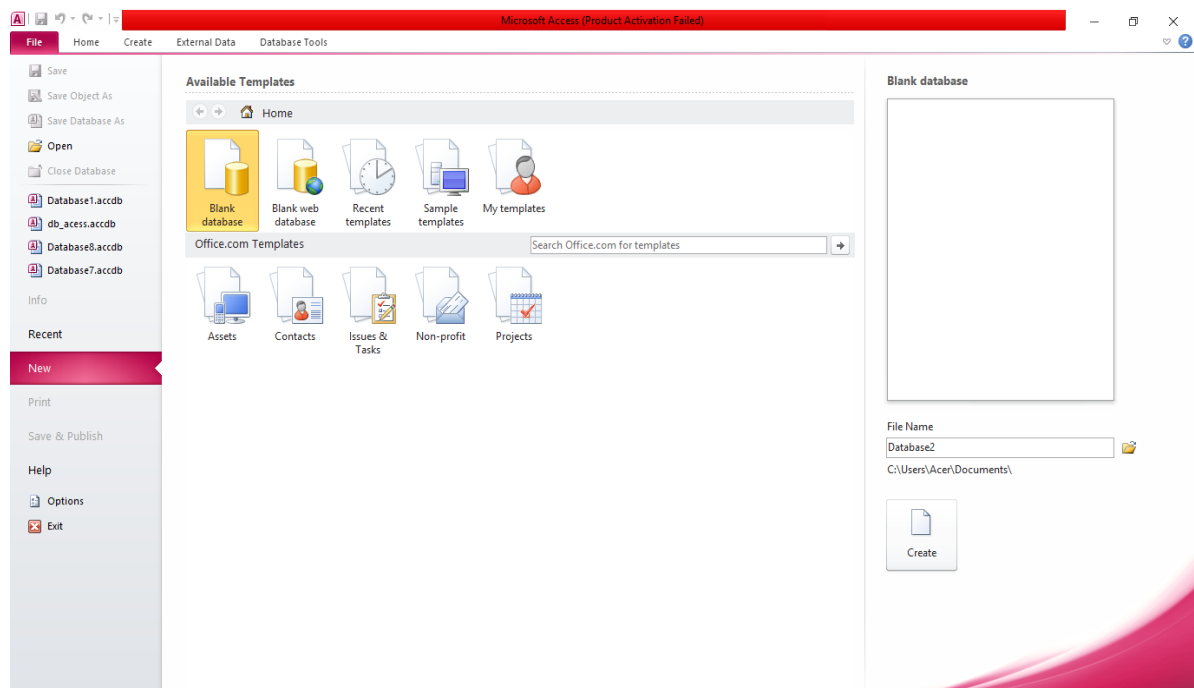 Microsoft Access (Product Activation Failed)
File Home Create External Data Database Tools
Save
Save Object As
Save Database As
Open
Close Database
Database1.accdb
db_acess.accdb
Database8.accdb
Database7.accdb
Info
Recent
New
Print
Save & Publish
Help
Options
Exit
Available Templates
Home
Blank
database
Blank web
database
Recent
templates
Sample
templates
My templates
Office.com Templates
Search Office.com for templates
Assets
Contacts
Issues &
Tasks
Non-profit
Projects
Blank database
File Name
Database2
C:\Users\Acer\Documents\
Create